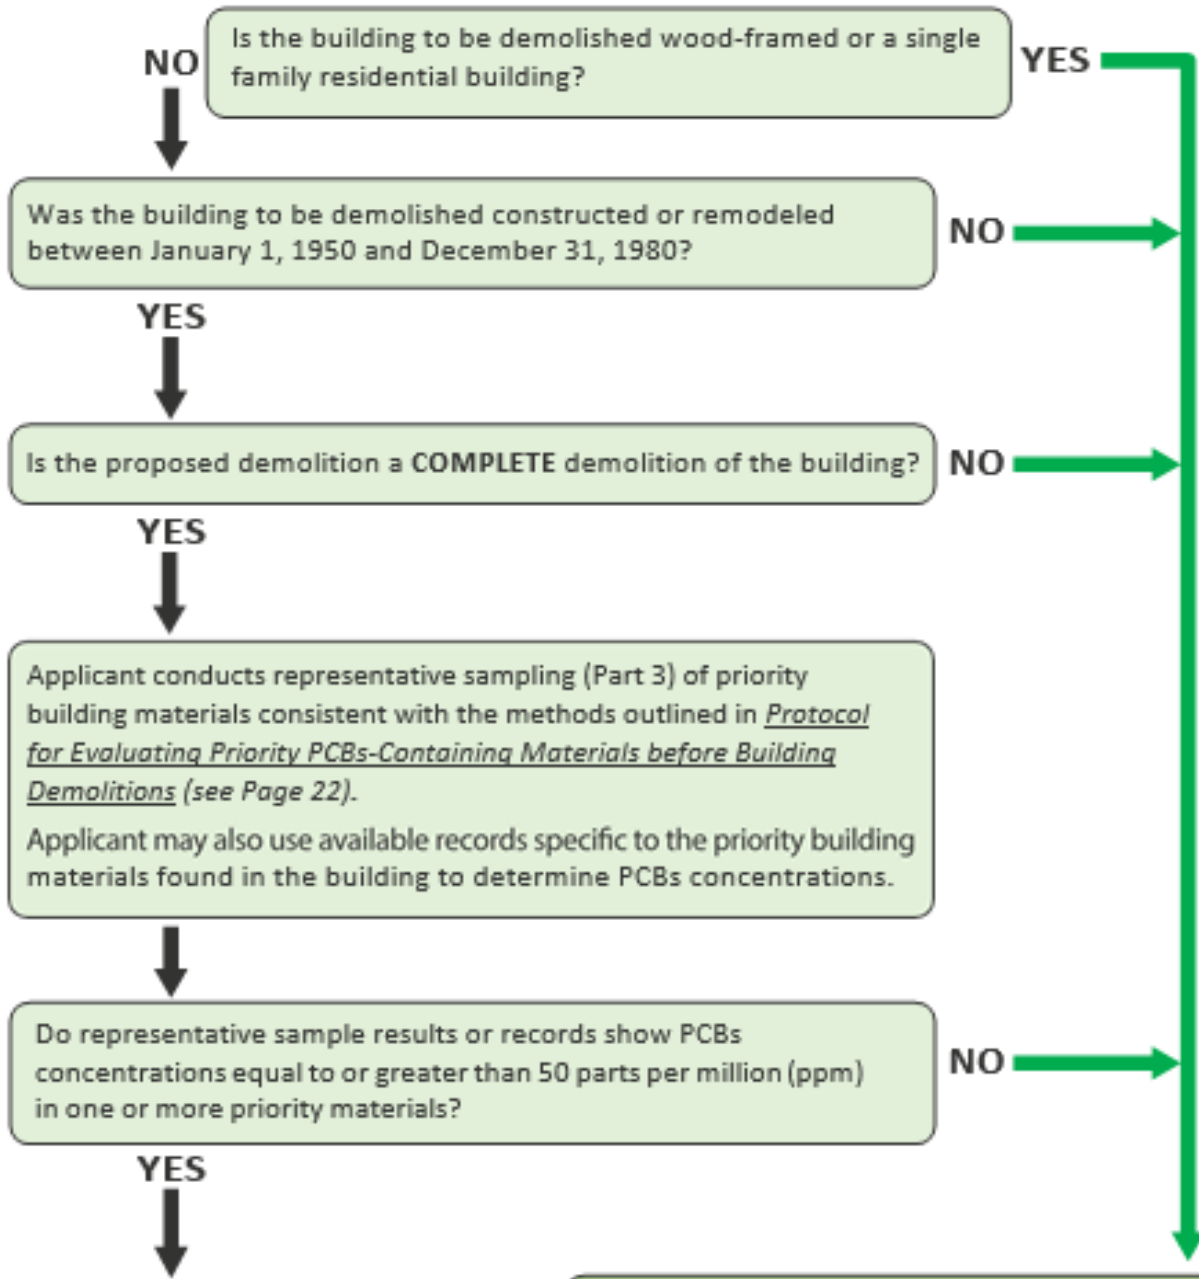 Is the building to be demolished wood-framed or a single
family residential building?
NO
YES
Was the building to be demolished constructed or remodeled
between January 1, 1950 and December 31, 1980?
NO
YES
Is the proposed demolition a COMPLETE demolition of the building?
NO
YES
Applicant conducts representative sampling (Part 3) of priority
building materials consistent with the methods outlined in Protocol
for Evaluating Priority PCBs-Containing Materials before Building
Demolitions (see Page 22).
Applicant may also use available records specific to the priority building
materials found in the building to determine PCBs concentrations.
Do representative sample results or records show PCBs
concentrations equal to or greater than 50 parts per million (ppm)
in one or more priority materials?
NO
YES